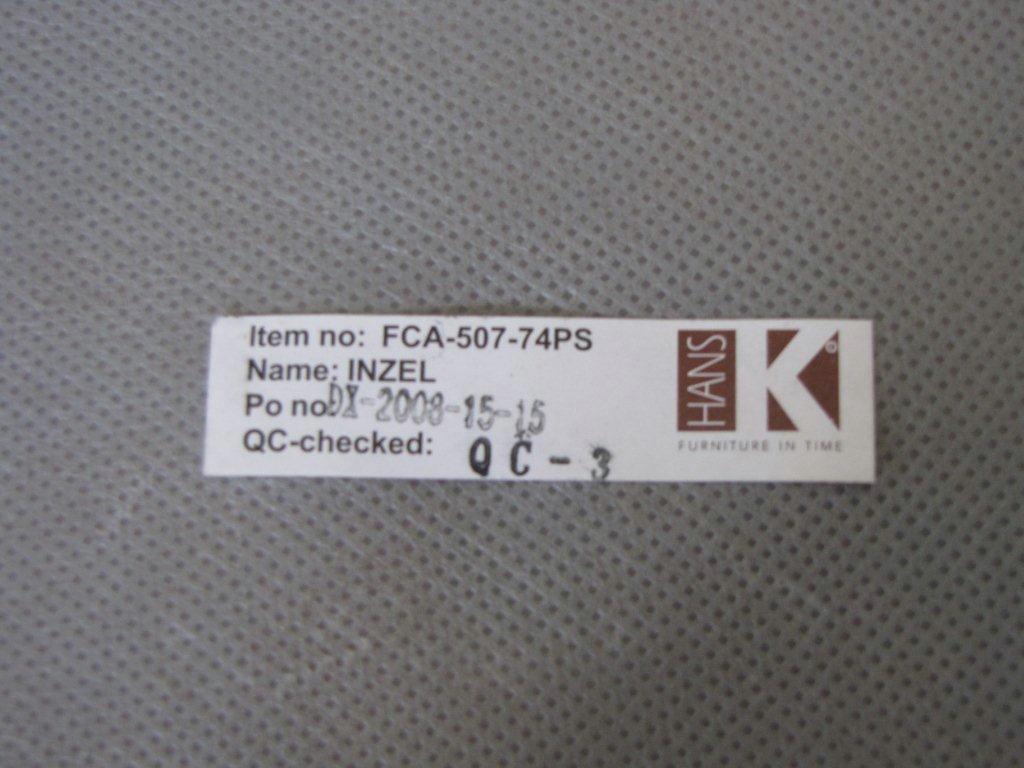 Item no: FCA-507-74PS
Name: INZEL
Po no: DX-2008-15-15
QC-checked: QC-3
HANS K®
FURNITURE IN TIME